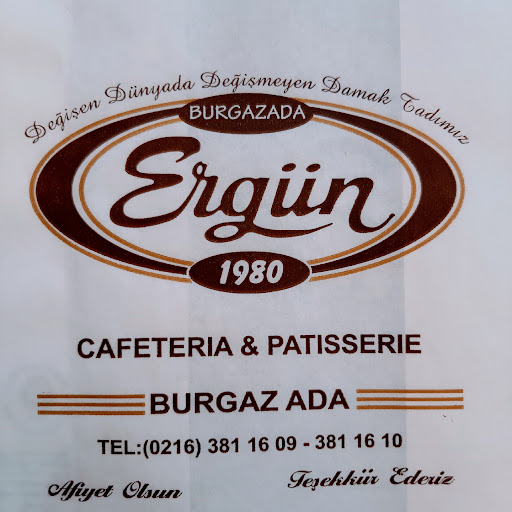 Değişen Dünyada Değişmeyen Damak Tadımız
BURGAZADA
Ergün
1980
CAFETERIA & PATISSERIE
BURGAZ ADA
TEL:(0216) 381 16 09 - 381 16 10
Afiyet Olsun
Teşekkür Ederiz